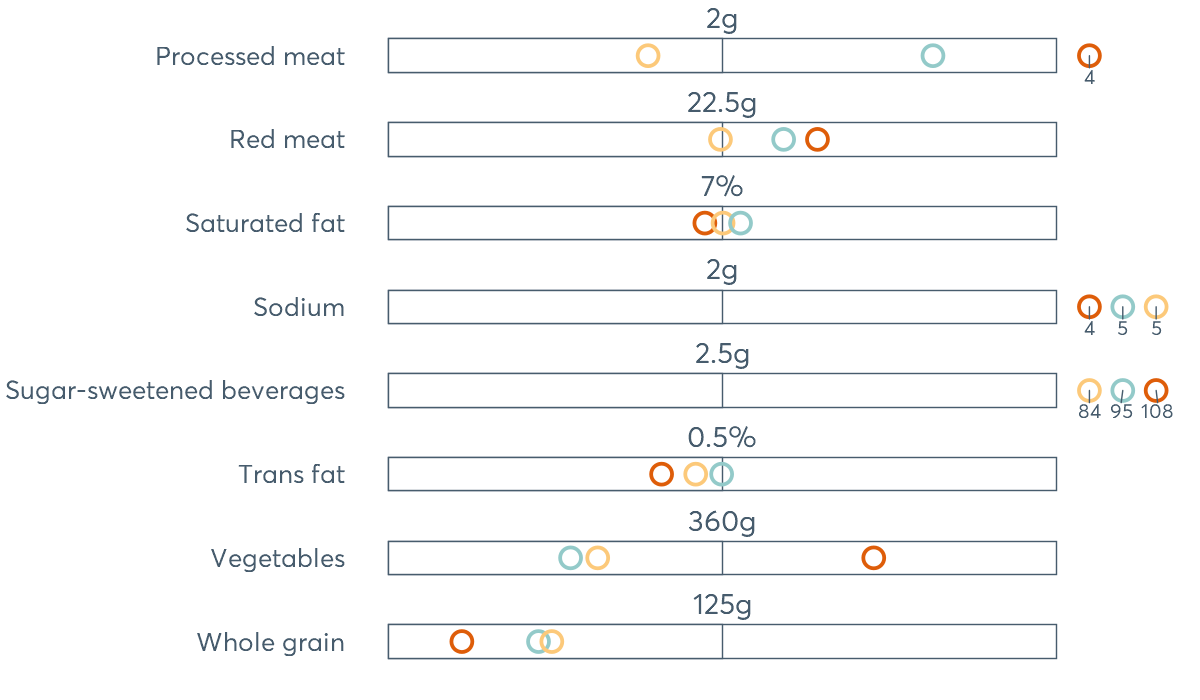 2g
Processed meat
4
22.5g
Red meat
7%
Saturated fat
2g
Sodium
4 5 5
2.5g
Sugar-sweetened beverages
84 95 108
0.5%
Trans fat
360g
Vegetables
125g
Whole grain